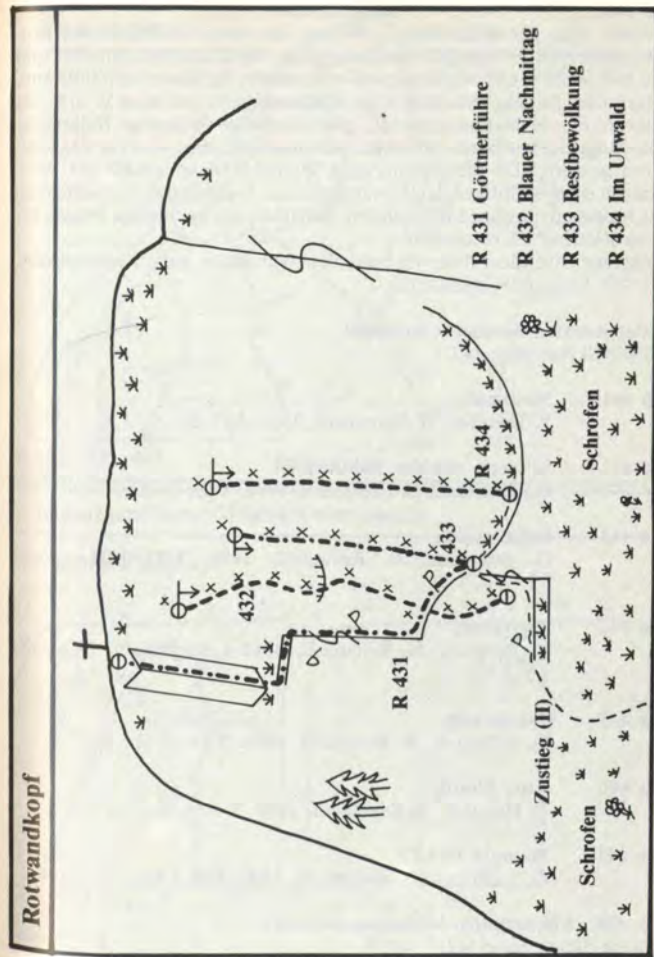 Rotwandkopf
R 431 Göttnerführe
R 432 Blauer Nachmittag
R 433 Restbewölkung
R 434 Im Urwald
432
433
R 434
R 431
Zustieg (II)
Schrofen
Schrofen